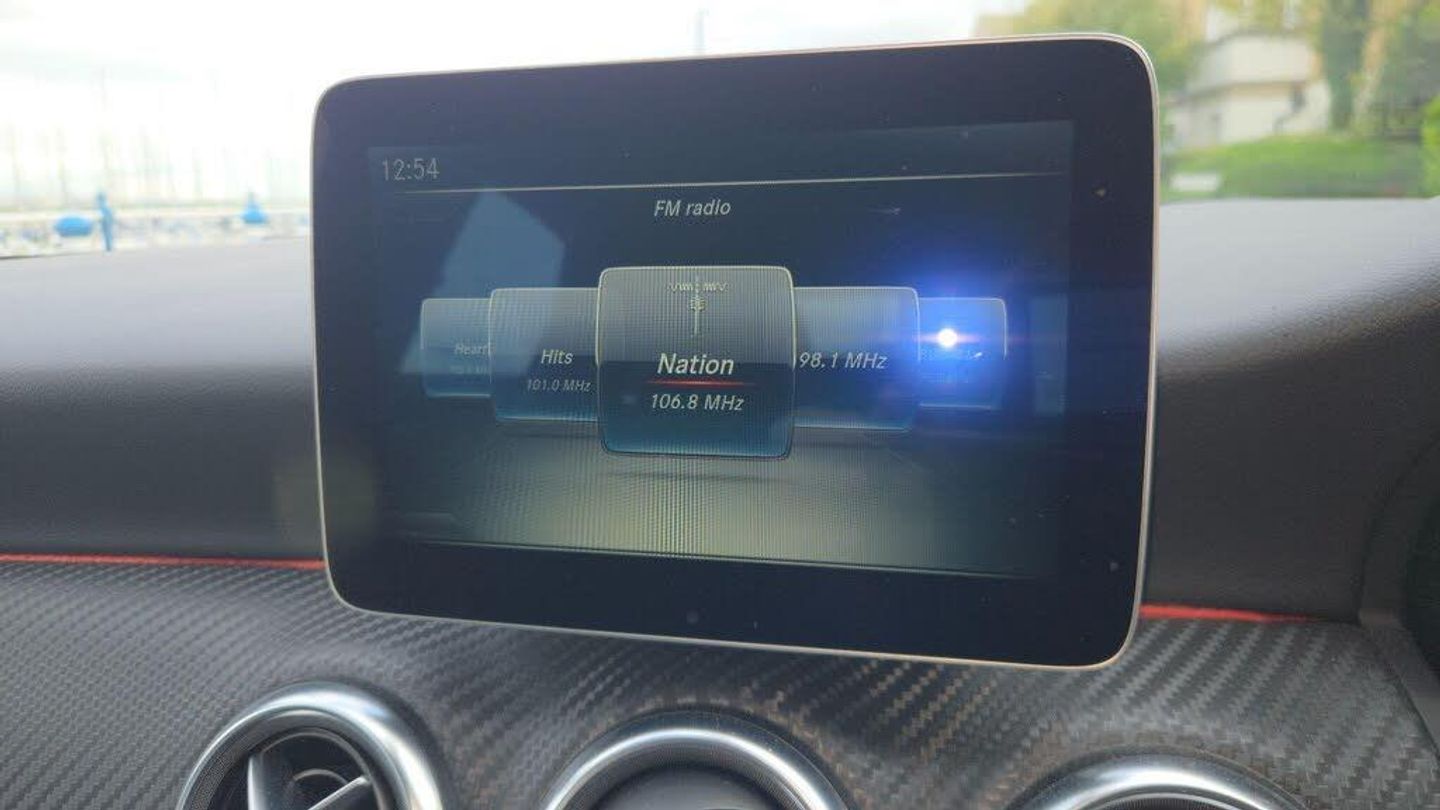 12:54
FM radio
Hits
101.0 MHz
Nation
106.8 MHz
98.1 MHz